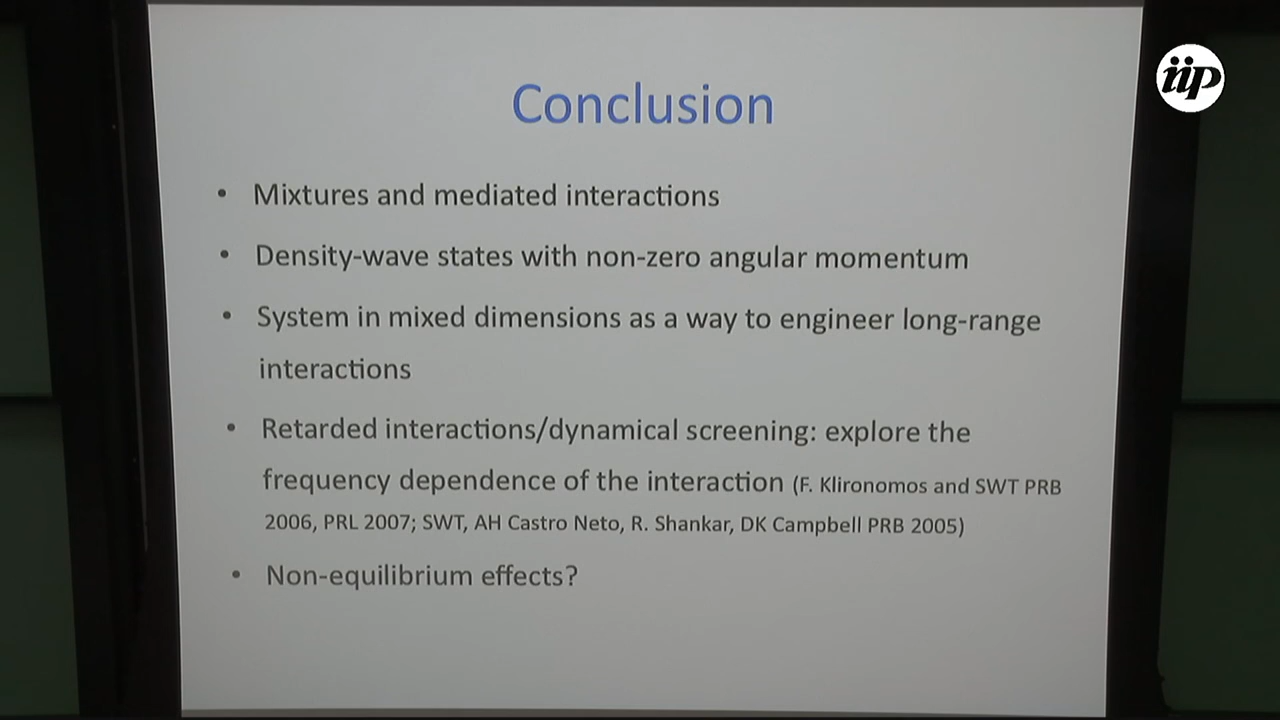 iip
Conclusion
• Mixtures and mediated interactions
• Density-wave states with non-zero angular momentum
• System in mixed dimensions as a way to engineer long-range
interactions
• Retarded interactions/dynamical screening: explore the
frequency dependence of the interaction (F. Klironomos and SWT PRB
2006, PRL 2007; SWT, AH Castro Neto, R. Shankar, DK Campbell PRB 2005)
• Non-equilibrium effects?